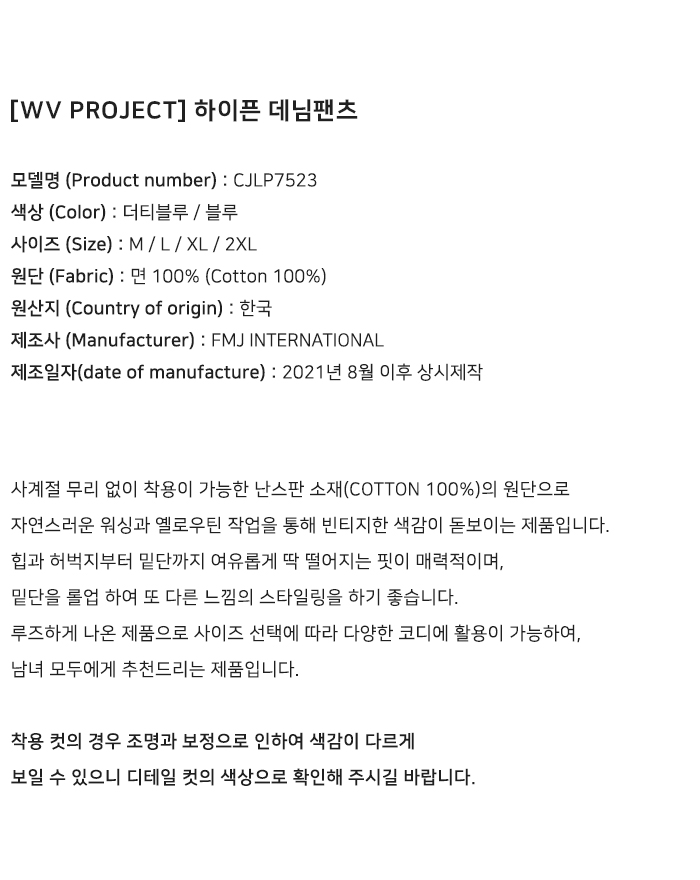 [WV PROJECT] 하이픈 데님팬츠
모델명 (Product number) : CJLP7523
색상 (Color) : 더티블루 / 블루
사이즈 (Size) : M / L / XL / 2XL
원단 (Fabric) : 면 100% (Cotton 100%)
원산지 (Country of origin) : 한국
제조사 (Manufacturer) : FMJ INTERNATIONAL
제조일자(date of manufacture) : 2021년 8월 이후 상시제작
사계절 무리 없이 착용이 가능한 난스판 소재(COTTON 100%)의 원단으로
자연스러운 워싱과 옐로우틴 작업을 통해 빈티지한 색감이 돋보이는 제품입니다.
힙과 허벅지부터 밑단까지 여유롭게 딱 떨어지는 핏이 매력적이며,
밑단을 롤업 하여 또 다른 느낌의 스타일링을 하기 좋습니다.
루즈하게 나온 제품으로 사이즈 선택에 따라 다양한 코디에 활용이 가능하여,
남녀 모두에게 추천드리는 제품입니다.
착용 컷의 경우 조명과 보정으로 인하여 색감이 다르게
보일 수 있으니 디테일 컷의 색상으로 확인해 주시길 바랍니다.